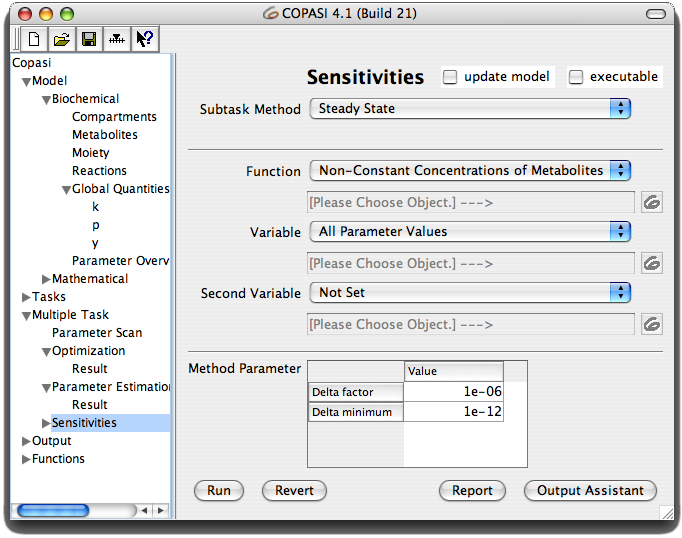 COPASI 4.1 (Build 21)
Copasi
Model
Biochemical
Compartments
Metabolites
Moiety
Reactions
Global Quantities
k
p
y
Parameter Overv
Mathematical
Tasks
Multiple Task
Parameter Scan
Optimization
Result
Parameter Estimation
Result
Sensitivities
Output
Functions
Sensitivities update model executable
Subtask Method Steady State
Function Non-Constant Concentrations of Metabolites
[Please Choose Object.] --->
Variable All Parameter Values
[Please Choose Object.] --->
Second Variable Not Set
[Please Choose Object.] --->
Method Parameter Value
Delta factor 1e-06
Delta minimum 1e-12
Run Revert Report Output Assistant